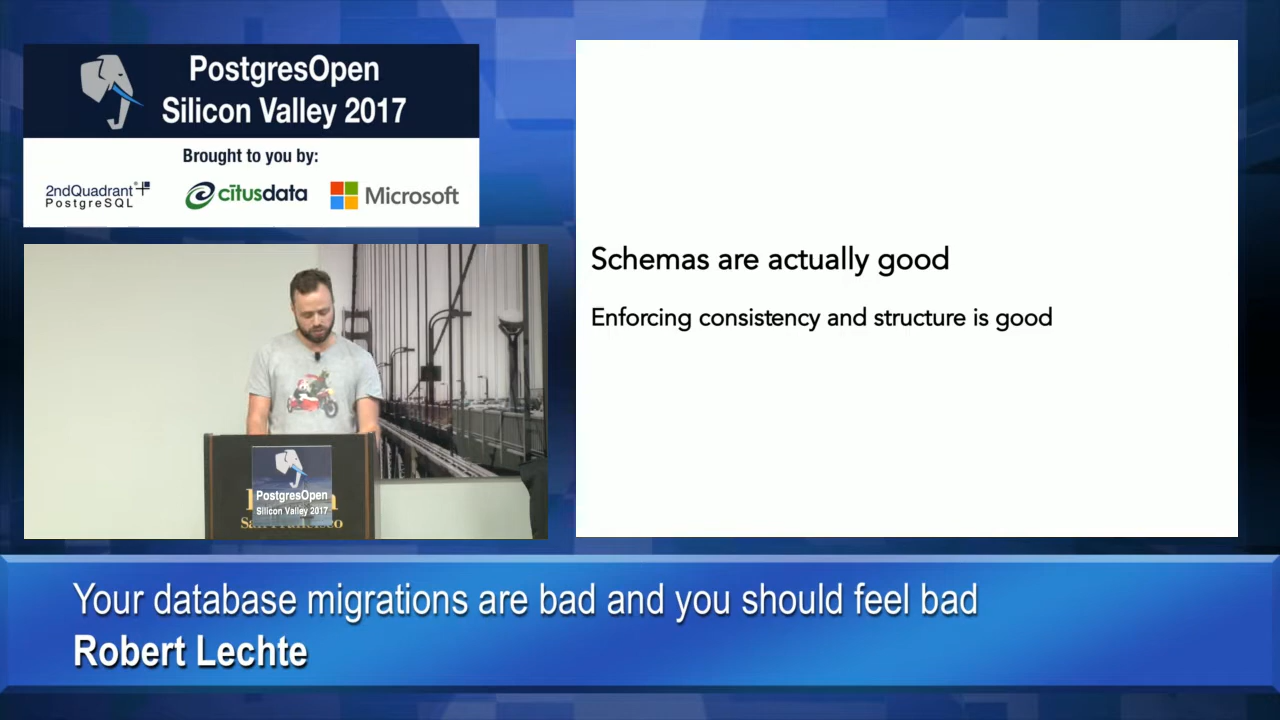 PostgresOpen
Silicon Valley 2017
Brought to you by:
2ndQuadrant
PostgreSQL
citusdata
Microsoft
Schemas are actually good
Enforcing consistency and structure is good
PostgresOpen
Silicon Valley 2017
Your database migrations are bad and you should feel bad
Robert Lechte